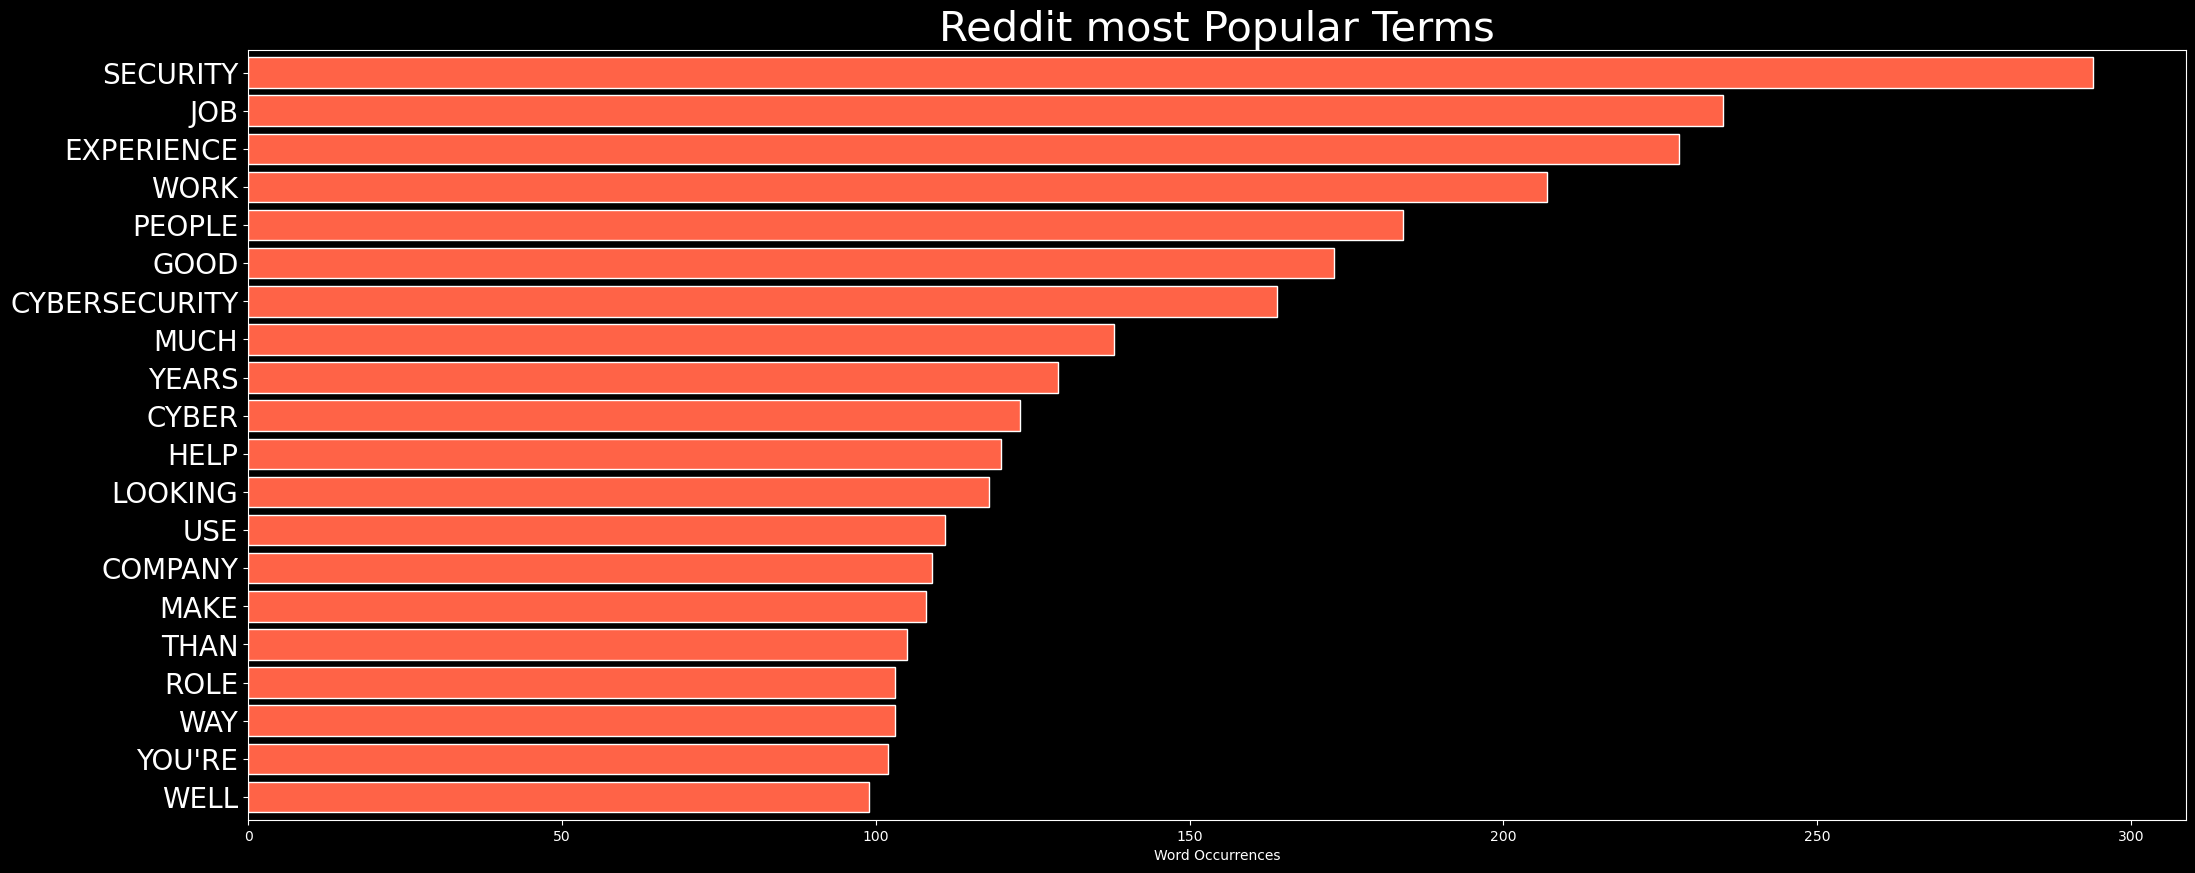 Reddit most Popular Terms
SECURITY
JOB
EXPERIENCE
WORK
PEOPLE
GOOD
CYBERSECURITY
MUCH
YEARS
CYBER
HELP
LOOKING
USE
COMPANY
MAKE
THAN
ROLE
WAY
YOU'RE
WELL
0 50 100 150 200 250 300
Word Occurrences